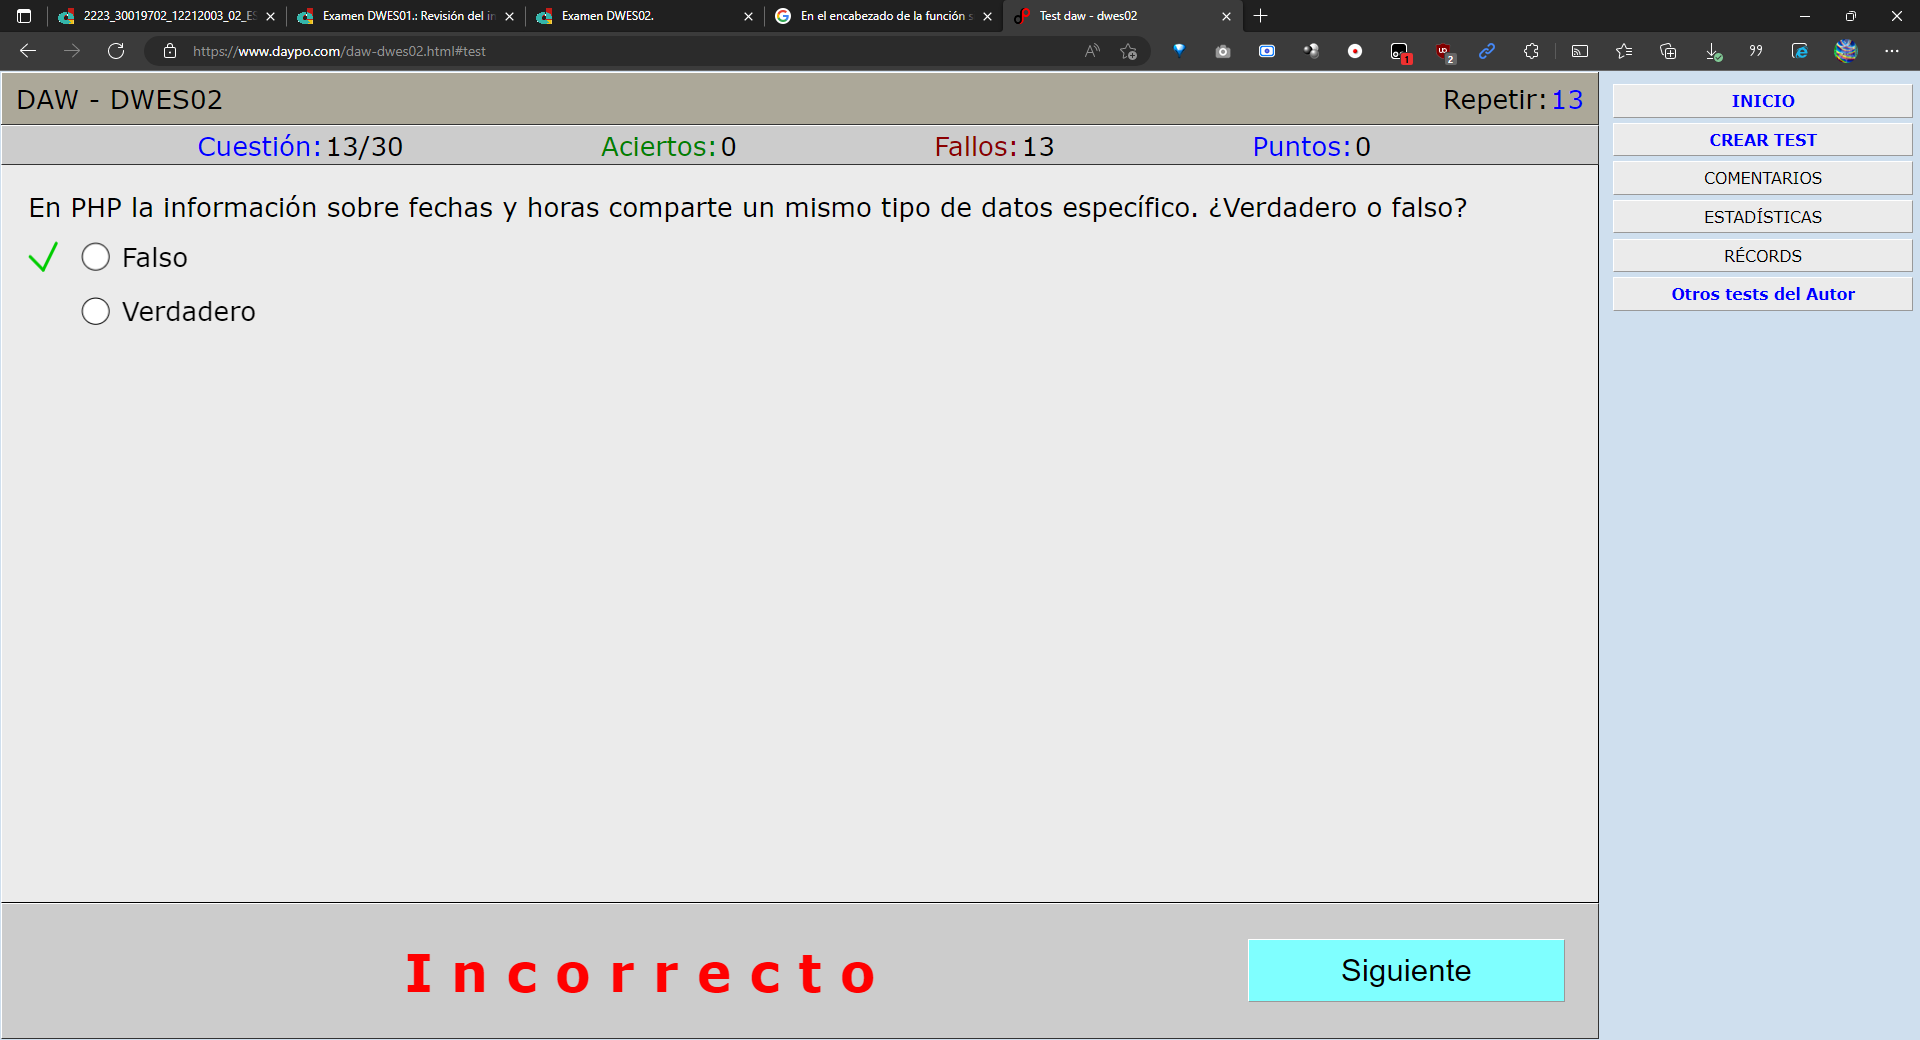 2223_30019702_12212003_02_ES
Examen DWES01.: Revisión del in
Examen DWES02.
En el encabezado de la función s
Test daw - dwes02
https://www.daypo.com/daw-dwes02.html#test
1
2
DAW - DWES02
Repetir: 13
Cuestión: 13/30
Aciertos: 0
Fallos: 13
Puntos: 0
En PHP la información sobre fechas y horas comparte un mismo tipo de datos específico. ¿Verdadero o falso?
Falso
Verdadero
Incorrecto
Siguiente
INICIO
CREAR TEST
COMENTARIOS
ESTADÍSTICAS
RÉCORDS
Otros tests del Autor